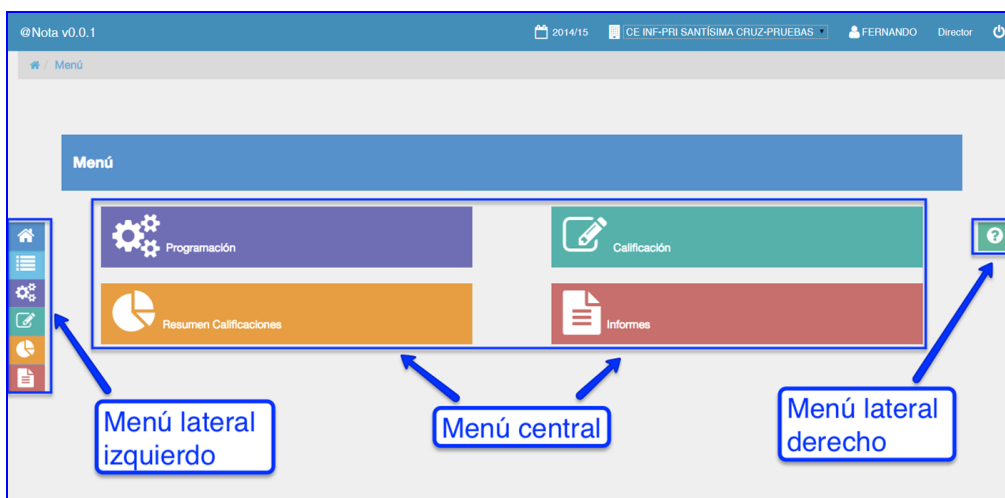 @Nota v0.0.1
2014/15
CE INF-PRI SANTÍSIMA CRUZ-PRUEBAS
FERNANDO
Director
/ Menú
Menú
Programación
Calificación
Resumen Calificaciones
Informes
Menú lateral
izquierdo
Menú central
Menú lateral
derecho